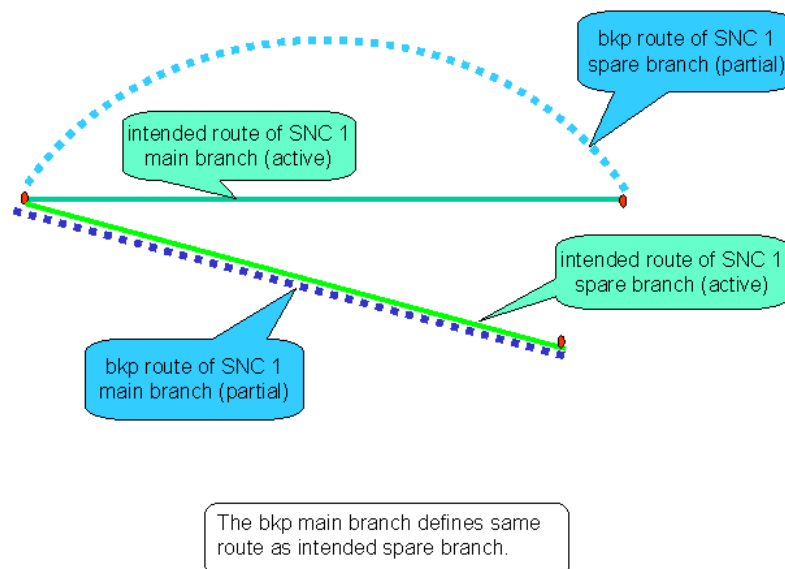 bkp route of SNC 1
spare branch (partial)
intended route of SNC 1
main branch (active)
intended route of SNC 1
spare branch (active)
bkp route of SNC 1
main branch (partial)
The bkp main branch defines same
route as intended spare branch.